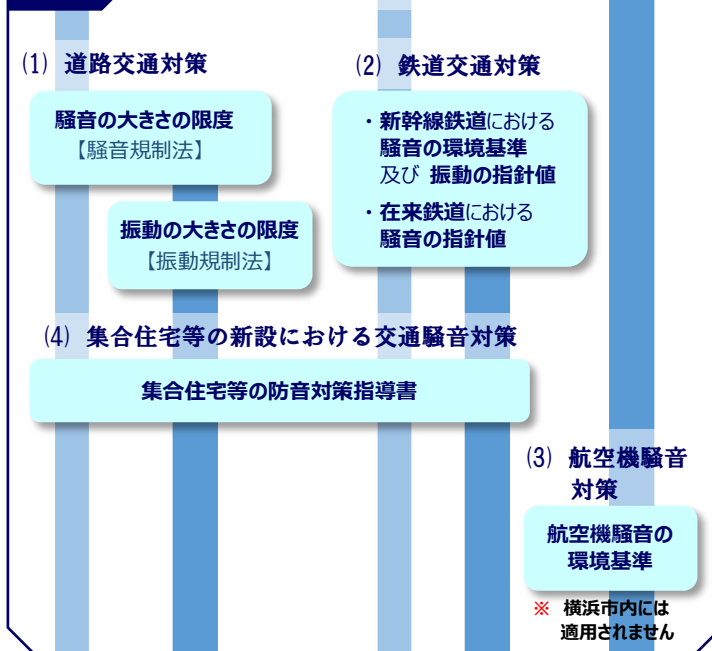 (1) 道路交通対策
騒音の大きさの限度
【騒音規制法】
振動の大きさの限度
【振動規制法】
(2) 鉄道交通対策
・新幹線鉄道における
騒音の環境基準
及び 振動の指針値
・在来鉄道における
騒音の指針値
(4) 集合住宅等の新設における交通騒音対策
集合住宅等の防音対策指導書
(3) 航空機騒音
対策
航空機騒音の
環境基準
※ 横浜市内には
適用されません